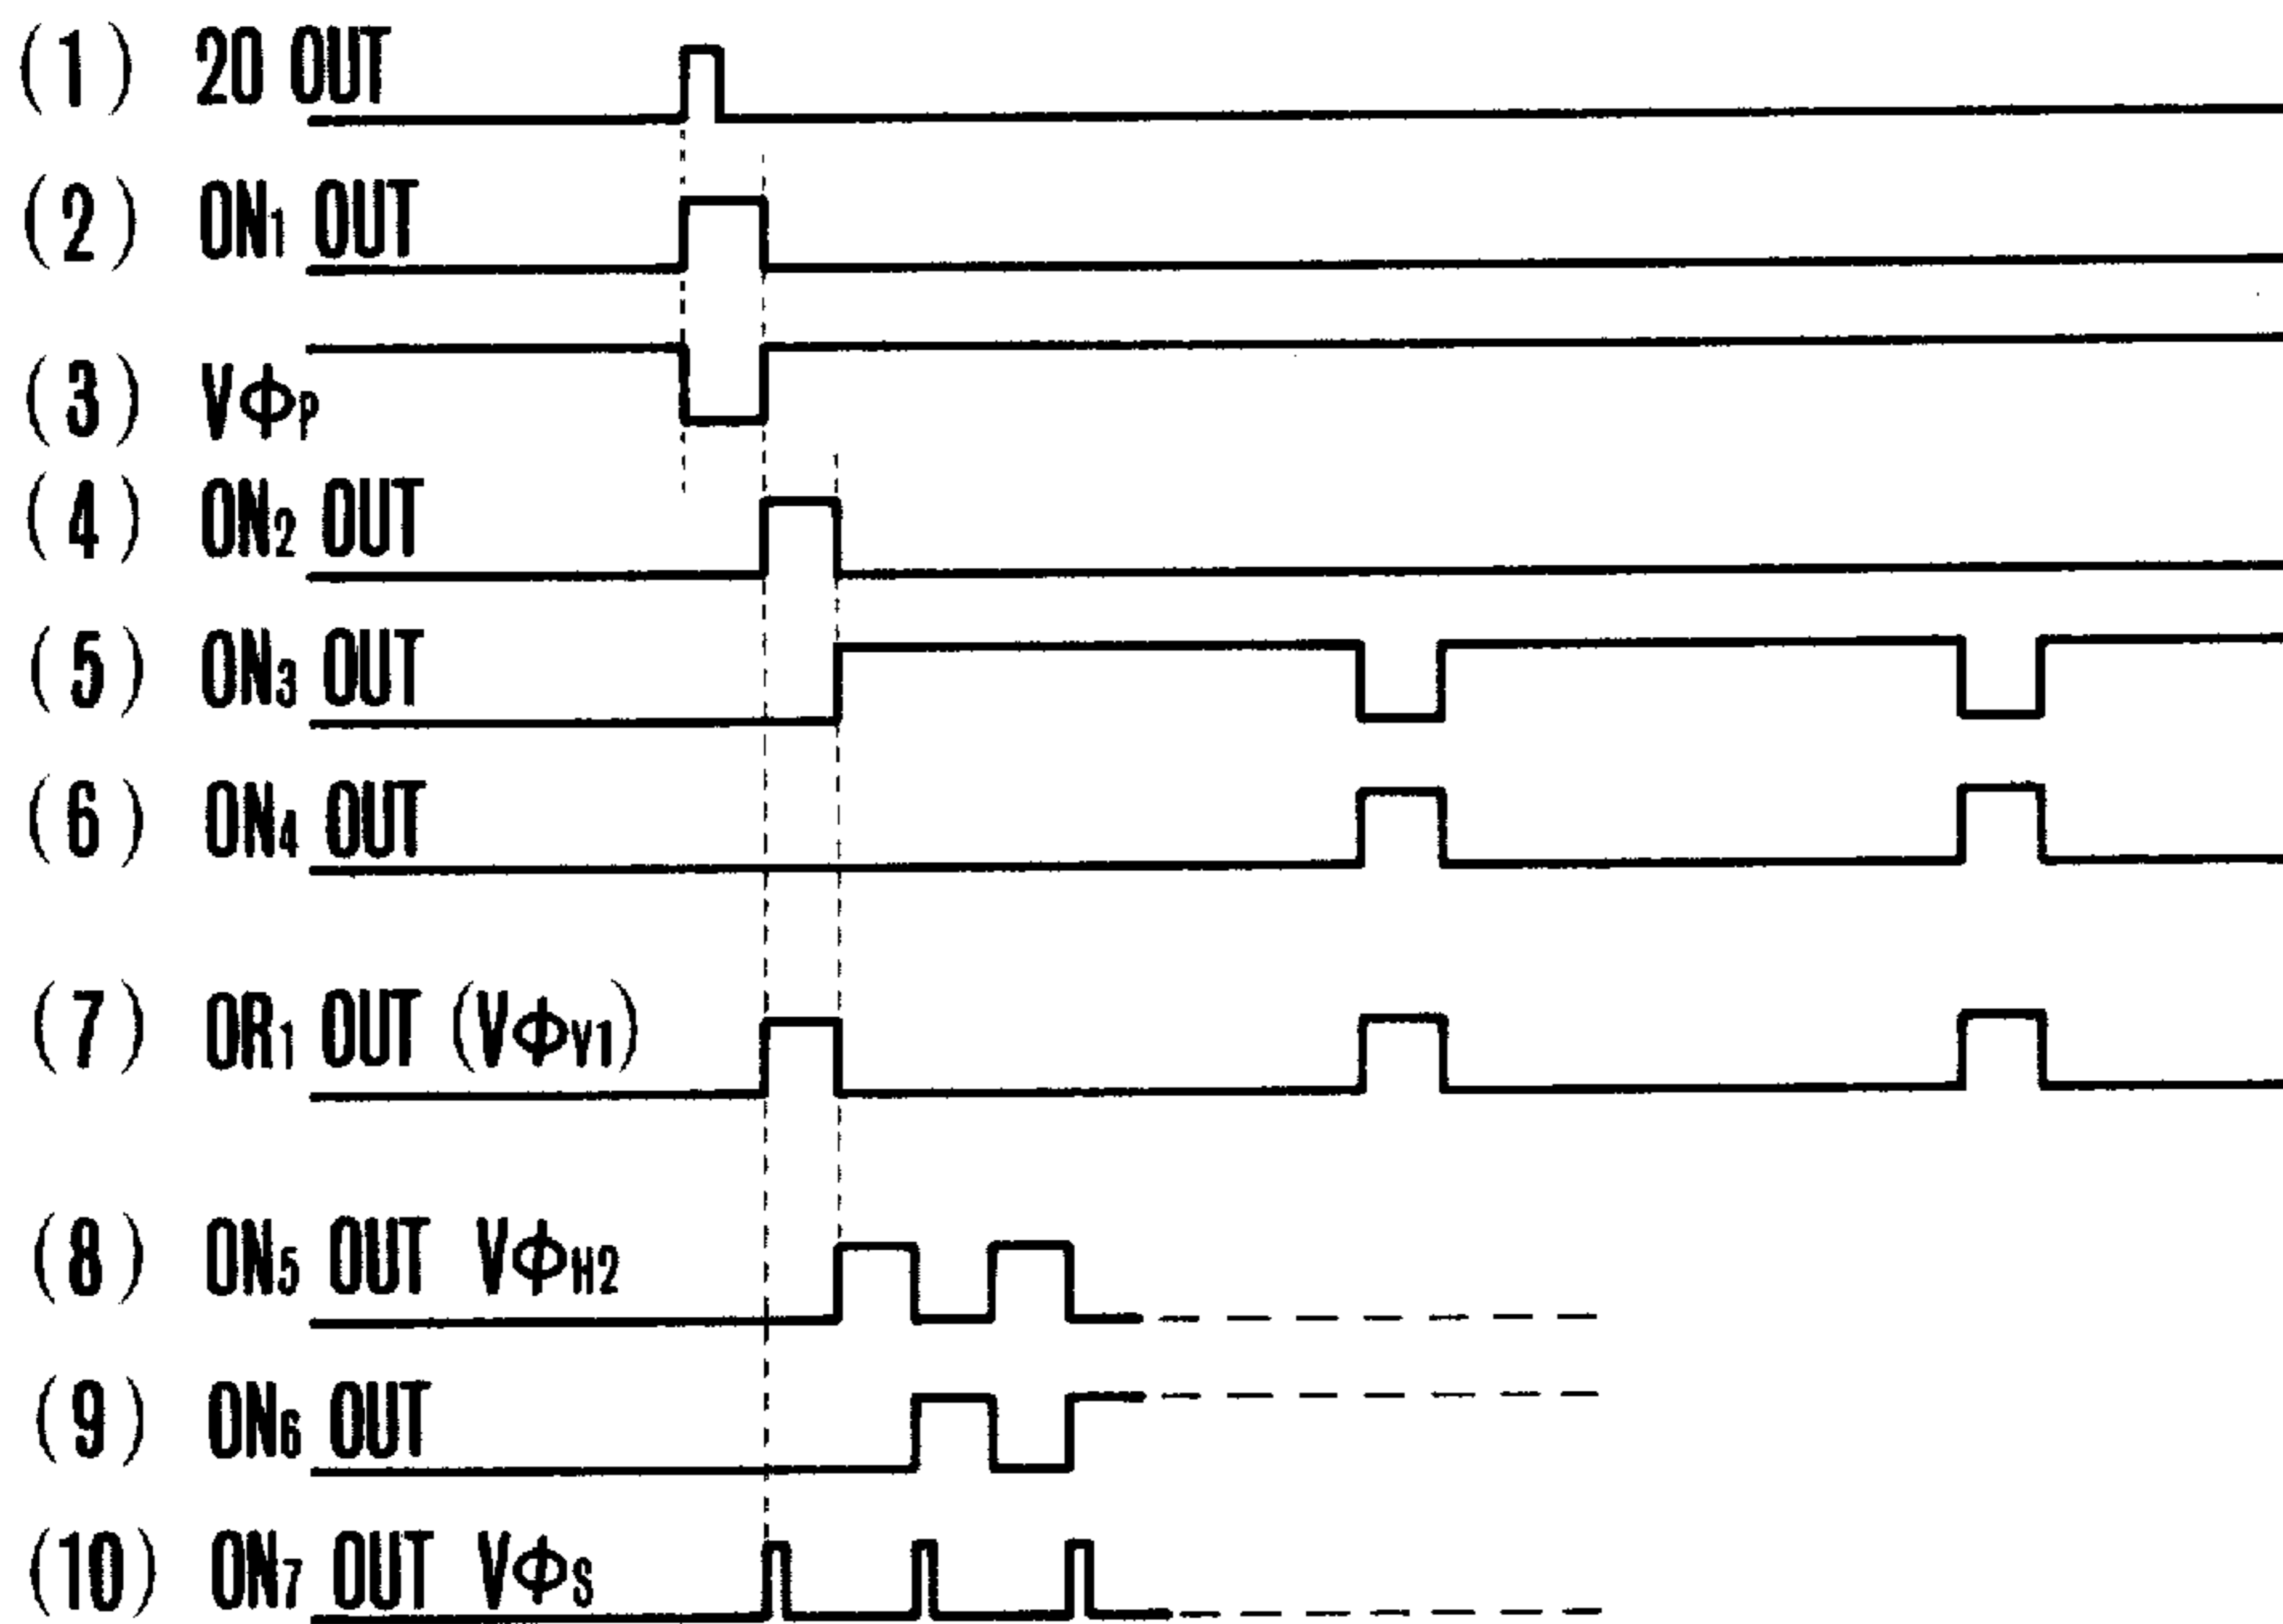 (1) 20 OUT
(2) ON₁ OUT
(3) VΦP
(4) ON₂ OUT
(5) ON₃ OUT
(6) ON₄ OUT
(7) OR₁ OUT (VΦY1)
(8) ON₅ OUT VΦH2
(9) ON₆ OUT
(10) ON₇ OUT VΦS